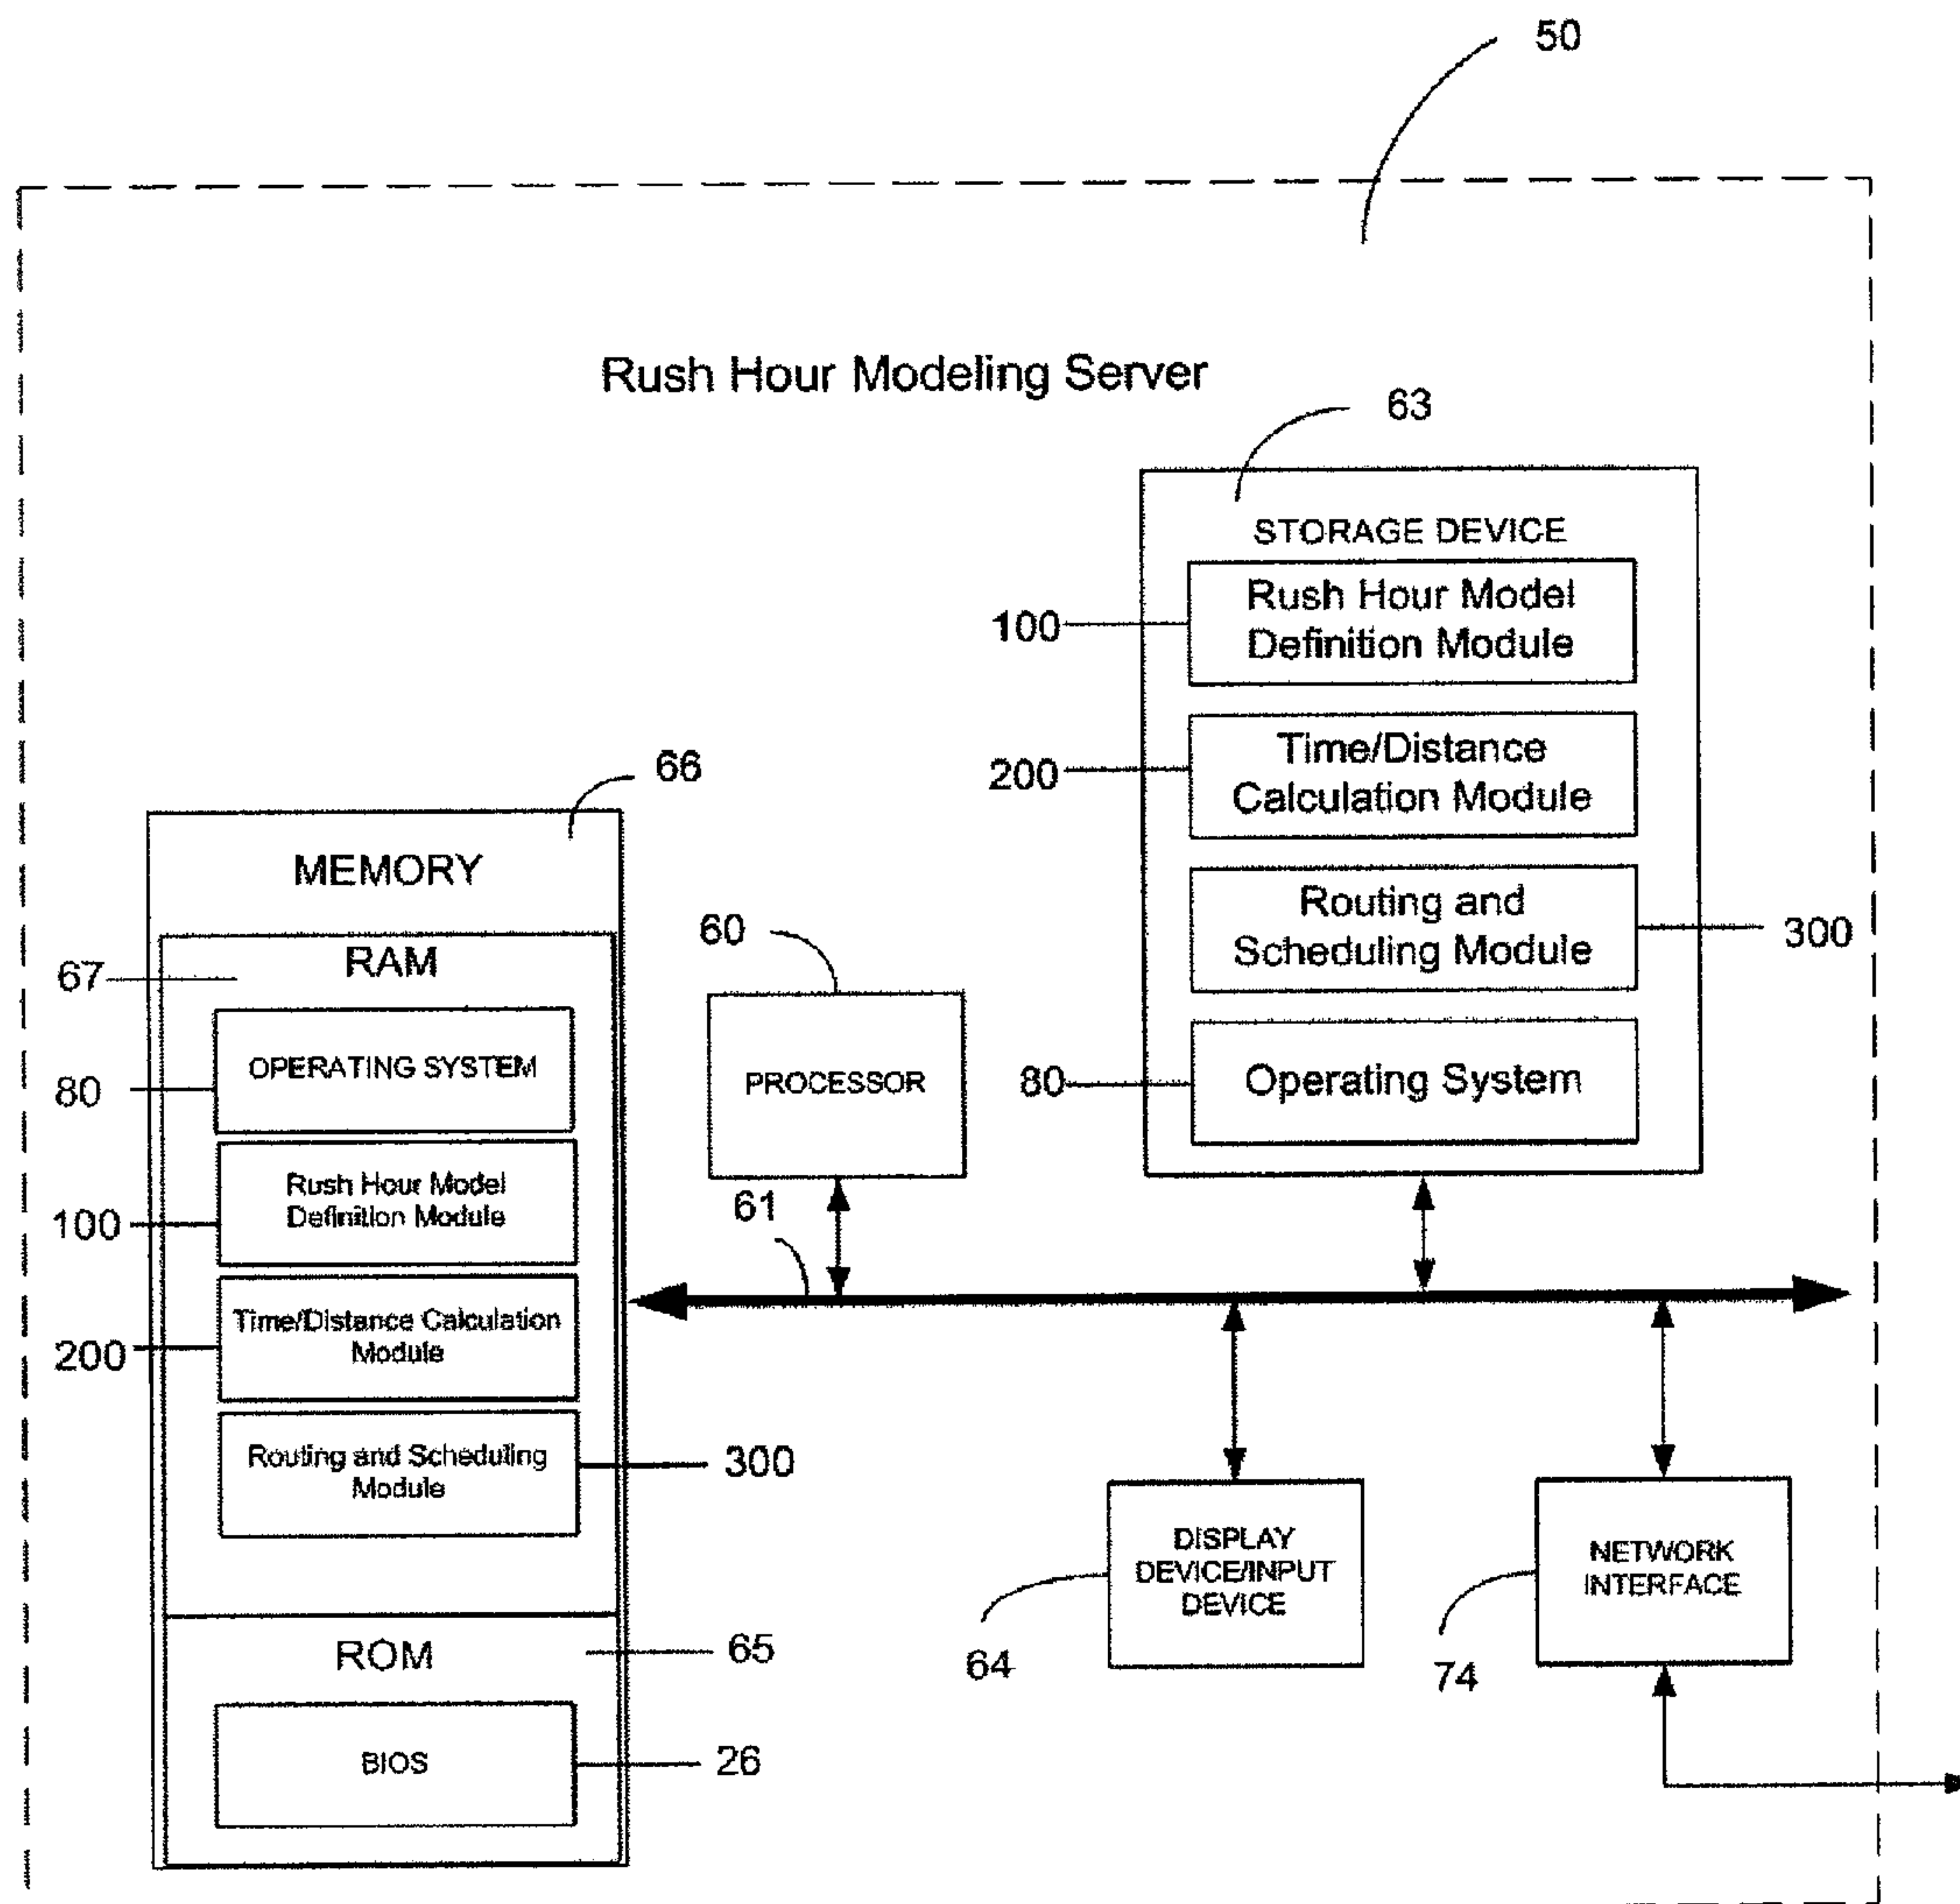 50
Rush Hour Modeling Server
63
STORAGE DEVICE
Rush Hour Model
Definition Module
100
Time/Distance
Calculation Module
200
Routing and
Scheduling Module
300
Operating System
80
66
MEMORY
RAM
67
OPERATING SYSTEM
80
Rush Hour Model
Definition Module
100
Time/Distance Calculation
Module
200
Routing and Scheduling
Module
300
ROM
65
BIOS
26
60
PROCESSOR
61
DISPLAY
DEVICE/INPUT
DEVICE
64
NETWORK
INTERFACE
74